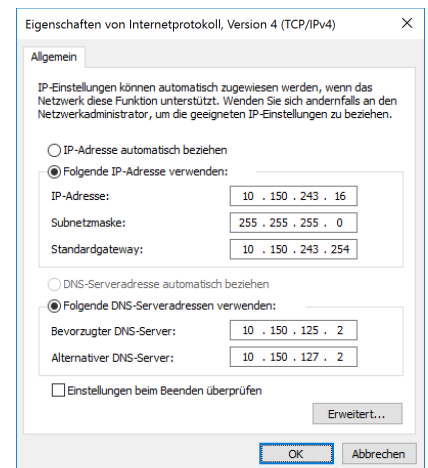 Eigenschaften von Internetprotokoll, Version 4 (TCP/IPv4)
Allgemein
IP-Einstellungen können automatisch zugewiesen werden, wenn das
Netzwerk diese Funktion unterstützt. Wenden Sie sich andernfalls an den
Netzwerkadministrator, um die geeigneten IP-Einstellungen zu beziehen.
IP-Adresse automatisch beziehen
Folgende IP-Adresse verwenden:
IP-Adresse: 10 . 150 . 243 . 16
Subnetzmaske: 255 . 255 . 255 . 0
Standardgateway: 10 . 150 . 243 . 254
DNS-Serveradresse automatisch beziehen
Folgende DNS-Serveradressen verwenden:
Bevorzugter DNS-Server: 10 . 150 . 125 . 2
Alternativer DNS-Server: 10 . 150 . 127 . 2
Einstellungen beim Beenden überprüfen
Erweitert...
OK Abbrechen